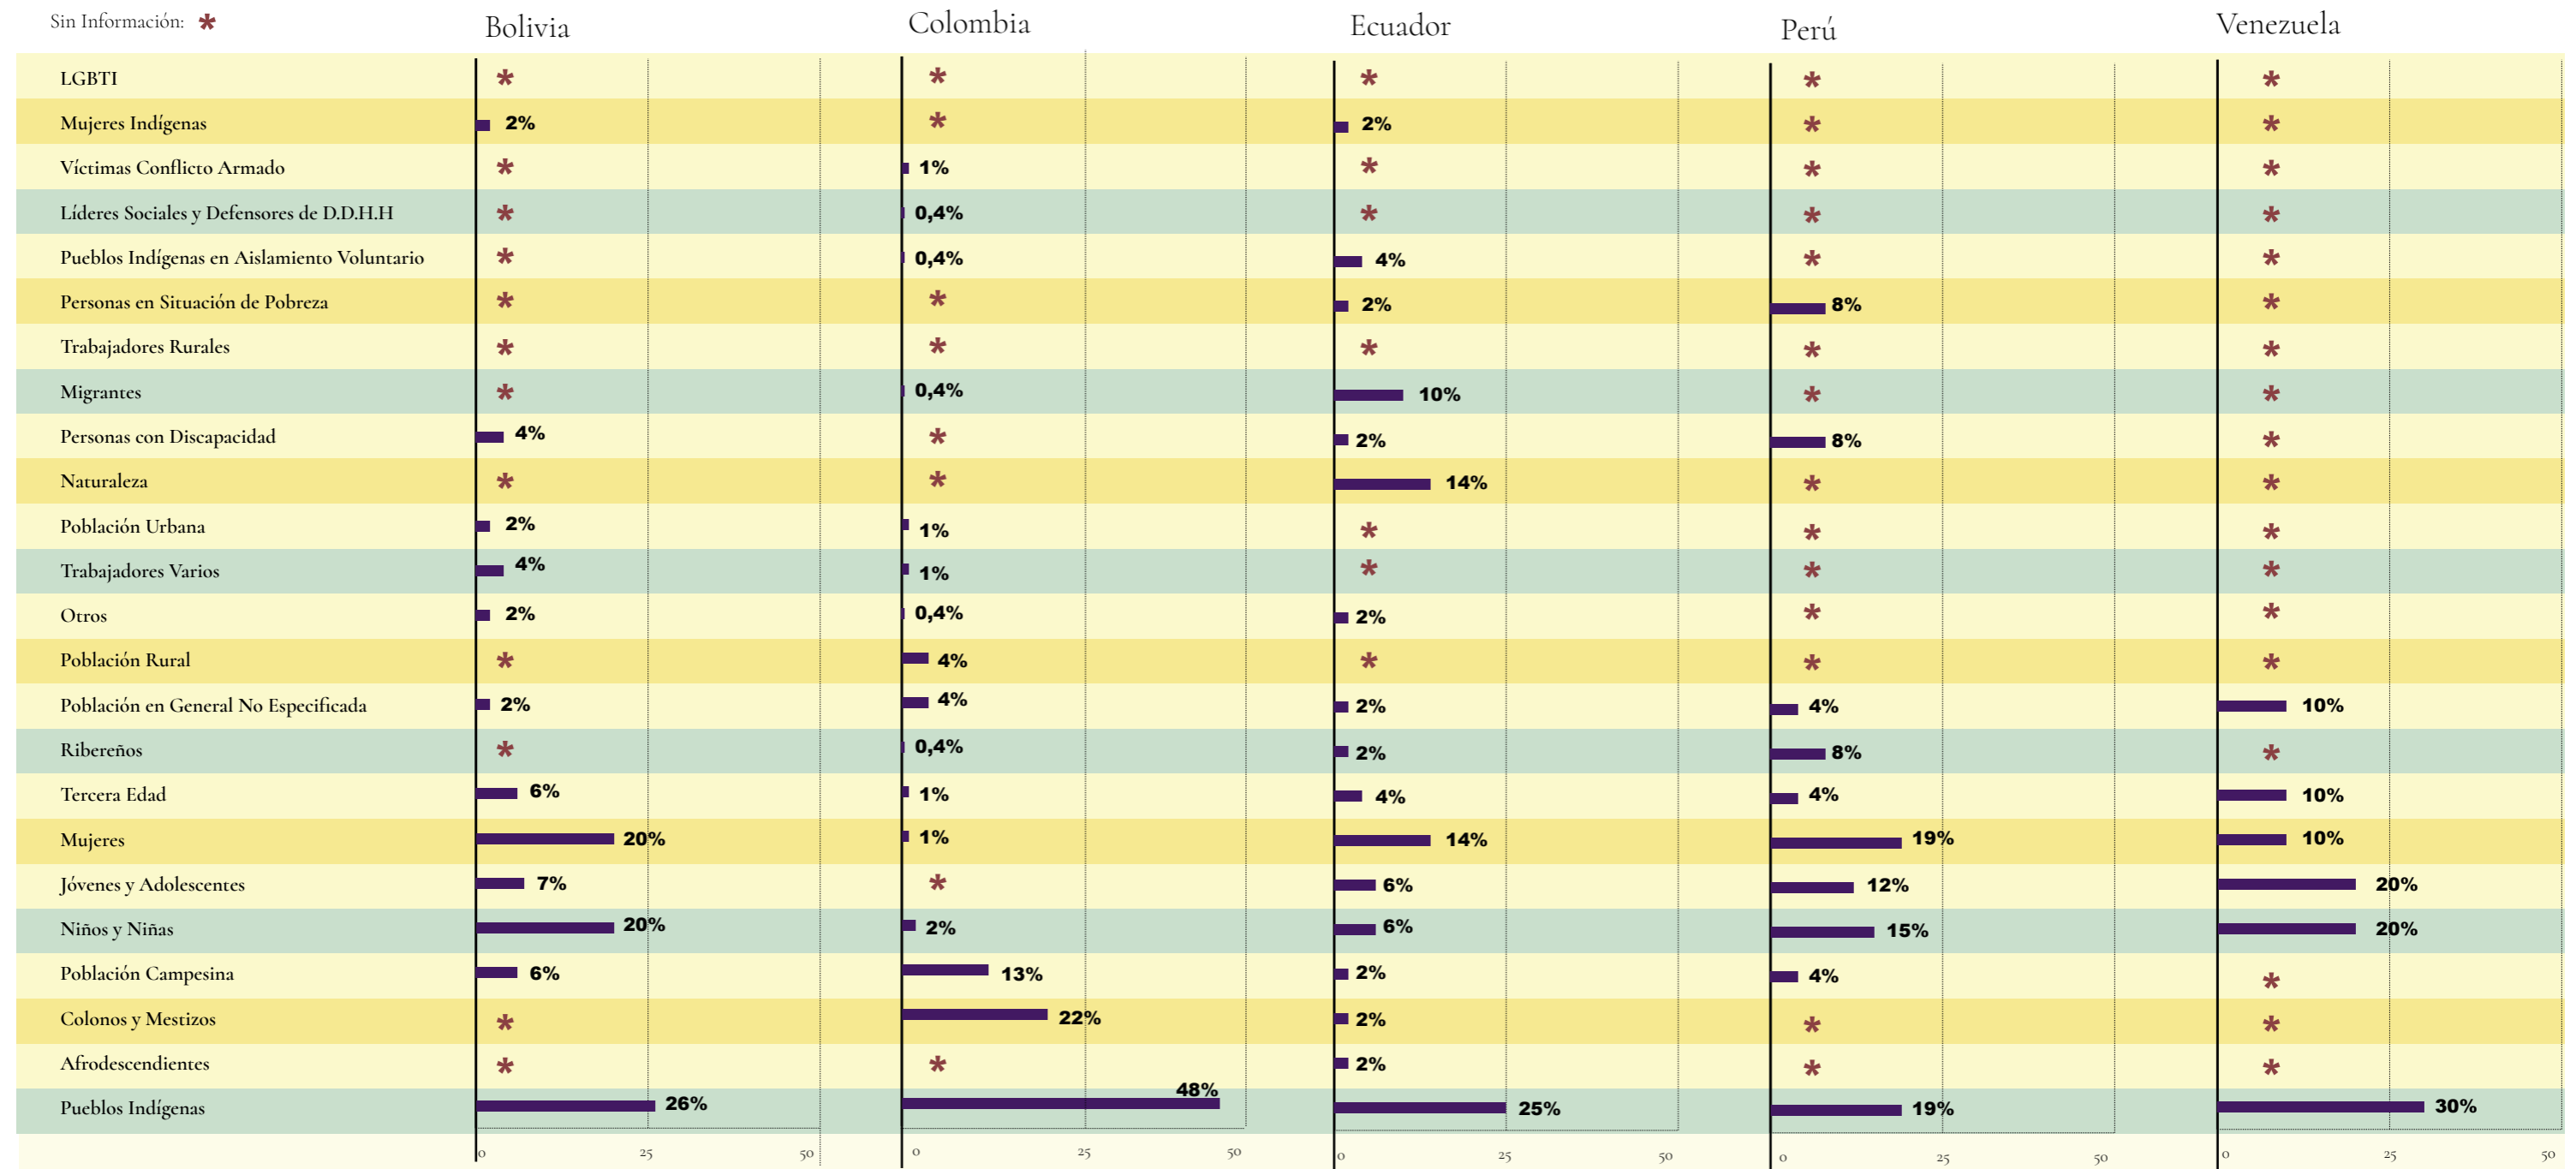 Sin Información: *
Bolivia Colombia Ecuador Perú Venezuela
LGBTI * * * * *
Mujeres Indígenas 2% * 2% * *
Víctimas Conflicto Armado * 1% * * *
Líderes Sociales y Defensores de D.D.H.H * 0,4% * * *
Pueblos Indígenas en Aislamiento Voluntario * 0,4% 4% * *
Personas en Situación de Pobreza * * 2% 8% *
Trabajadores Rurales * * * * *
Migrantes * 0,4% 10% * *
Personas con Discapacidad 4% * 2% 8% *
Naturaleza * * 14% * *
Población Urbana 2% 1% * * *
Trabajadores Varios 4% 1% * * *
Otros 2% 0,4% 2% * *
Población Rural * 4% * * *
Población en General No Especificada 2% 4% 2% 4% 10%
Ribereños * 0,4% 2% 8% *
Tercera Edad 6% 1% 4% 4% 10%
Mujeres 20% 1% 14% 19% 10%
Jóvenes y Adolescentes 7% * 6% 12% 20%
Niños y Niñas 20% 2% 6% 15% 20%
Población Campesina 6% 13% 2% 4% *
Colonos y Mestizos * 22% 2% * *
Afrodescendientes * * 2% * *
Pueblos Indígenas 26% 48% 25% 19% 30%
0 25 50 0 25 50 0 25 50 0 25 50 0 25 50